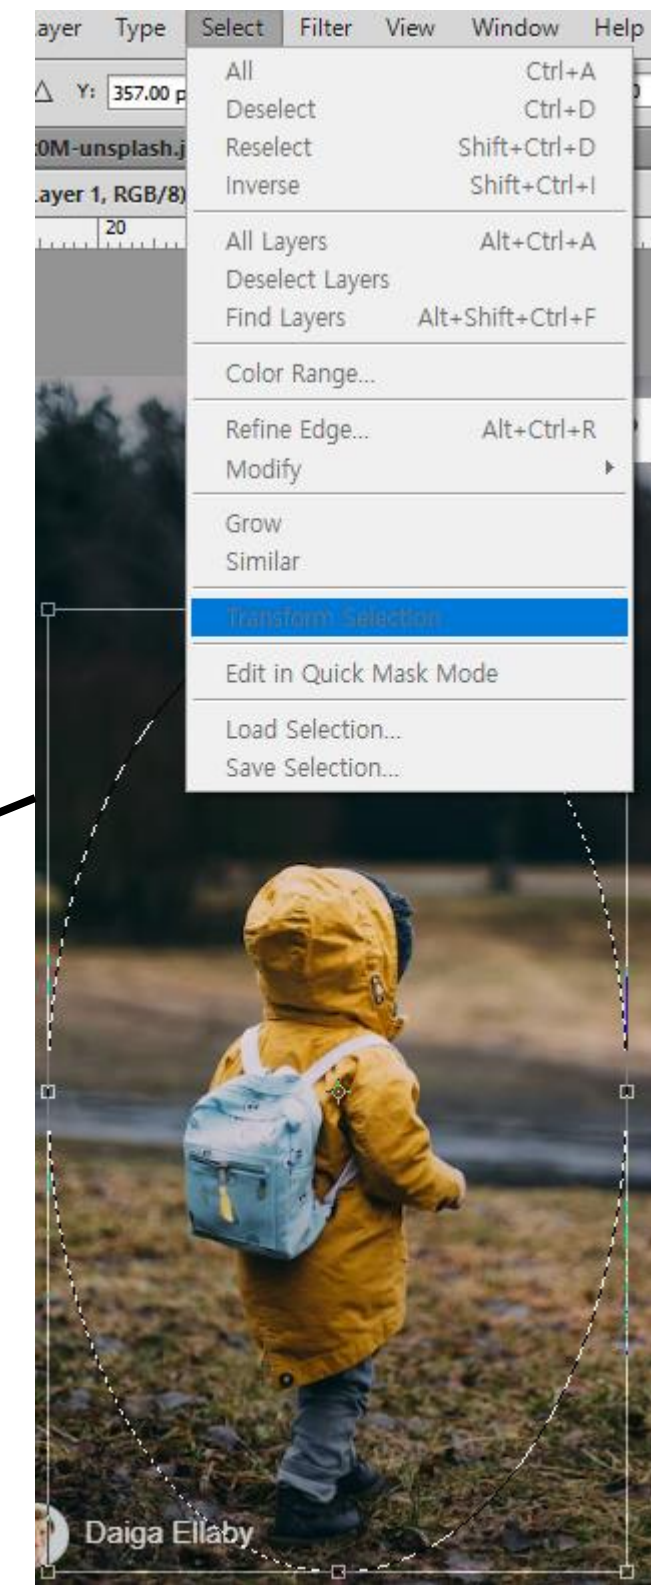 ayer Type Select Filter View Window Help
Y: 357.00 p
0M-unsplash.j
ayer 1, RGB/8)
20
All Ctrl+A
Deselect Ctrl+D
Reselect Shift+Ctrl+D
Inverse Shift+Ctrl+I
All Layers Alt+Ctrl+A
Deselect Layers
Find Layers Alt+Shift+Ctrl+F
Color Range...
Refine Edge... Alt+Ctrl+R
Modify
Grow
Similar
Transform Selection
Edit in Quick Mask Mode
Load Selection...
Save Selection...
Daiga Ellaby